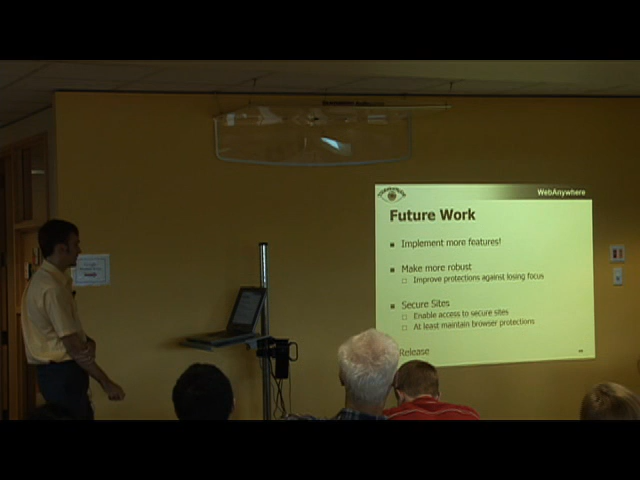 WebAnywhere
Future Work
Implement more features!
Make more robust
Improve protections against losing focus
Secure Sites
Enable access to secure sites
At least maintain browser protections
Release